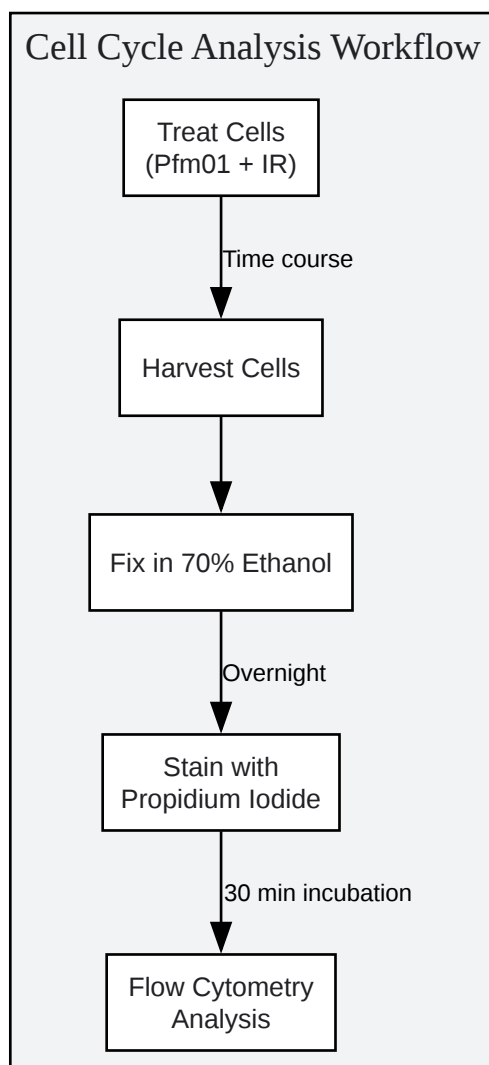 Cell Cycle Analysis Workflow
Treat Cells
(Pfm01 + IR)
Time course
Harvest Cells
Fix in 70% Ethanol
Overnight
Stain with
Propidium Iodide
30 min incubation
Flow Cytometry
Analysis